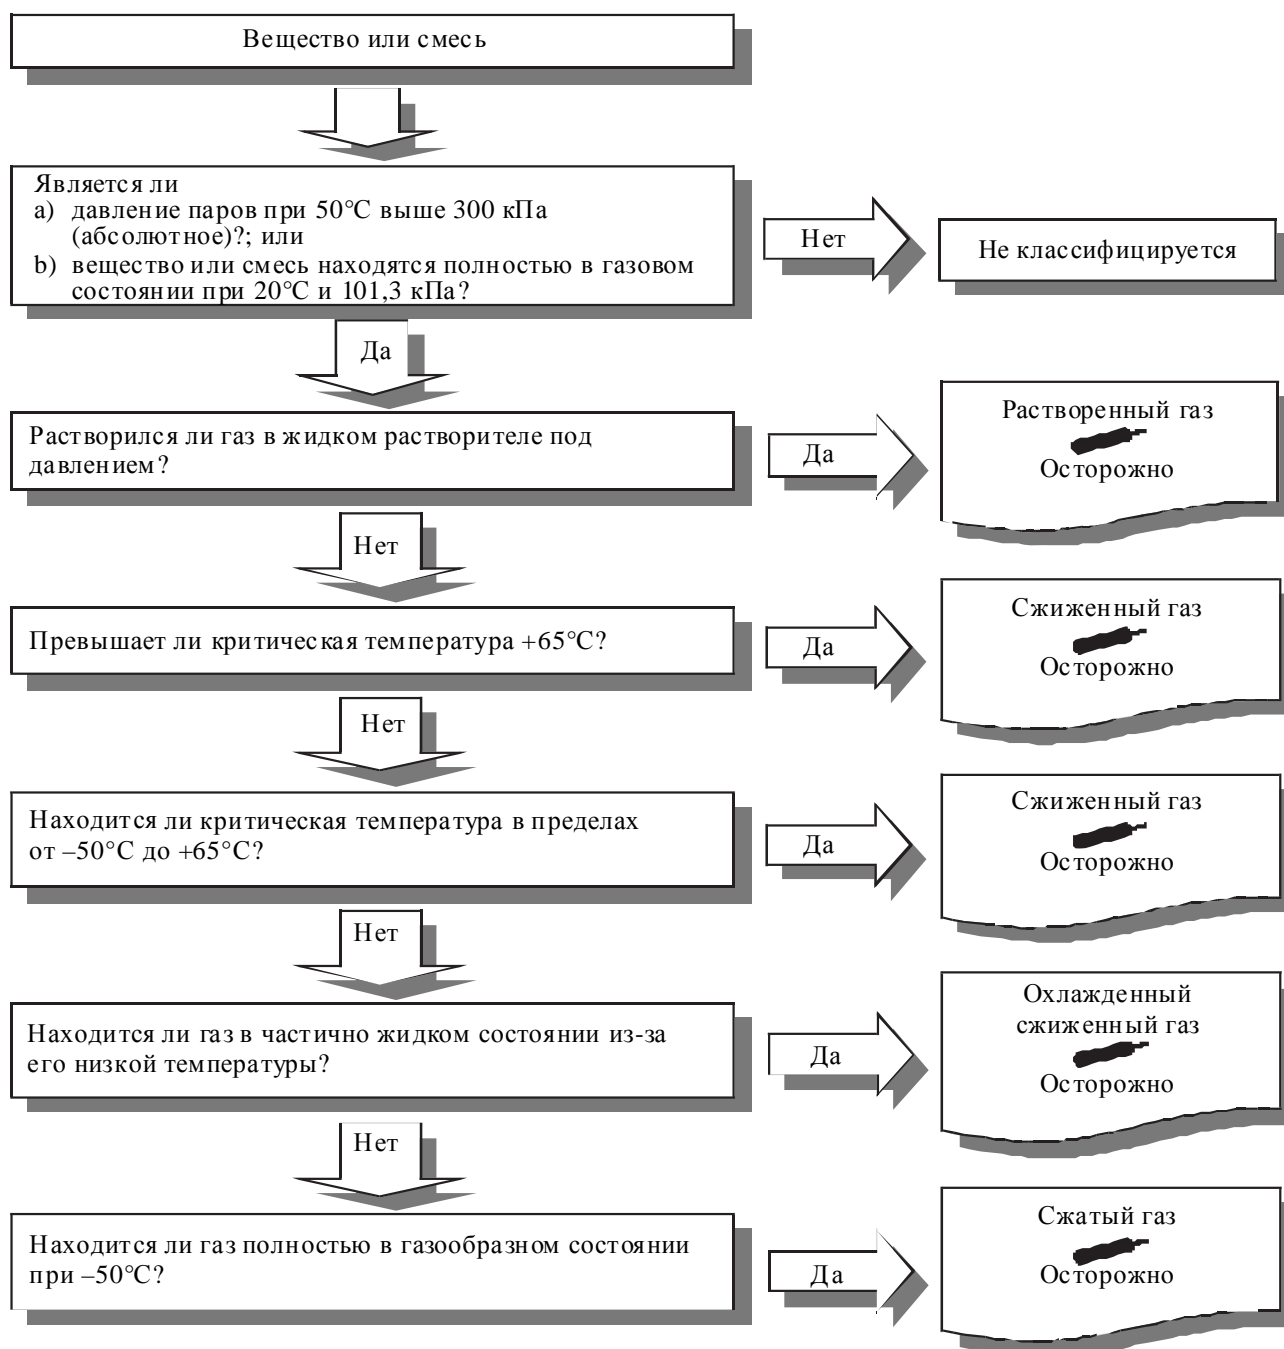 Вещество или смесь
Является ли
a) давление паров при 50°C выше 300 кПа
(абсолютное)?; или
b) вещество или смесь находятся полностью в газовом
состоянии при 20°C и 101,3 кПа?
Нет
Не классифицируется
Да
Растворился ли газ в жидком растворителе под
давлением?
Да
Растворенный газ
Осторожно
Нет
Превышает ли критическая температура +65°C?
Да
Сжиженный газ
Осторожно
Нет
Находится ли критическая температура в пределах
от –50°C до +65°C?
Да
Сжиженный газ
Осторожно
Нет
Находится ли газ в частично жидком состоянии из-за
его низкой температуры?
Да
Охлажденный
сжиженный газ
Осторожно
Нет
Находится ли газ полностью в газообразном состоянии
при –50°C?
Да
Сжатый газ
Осторожно